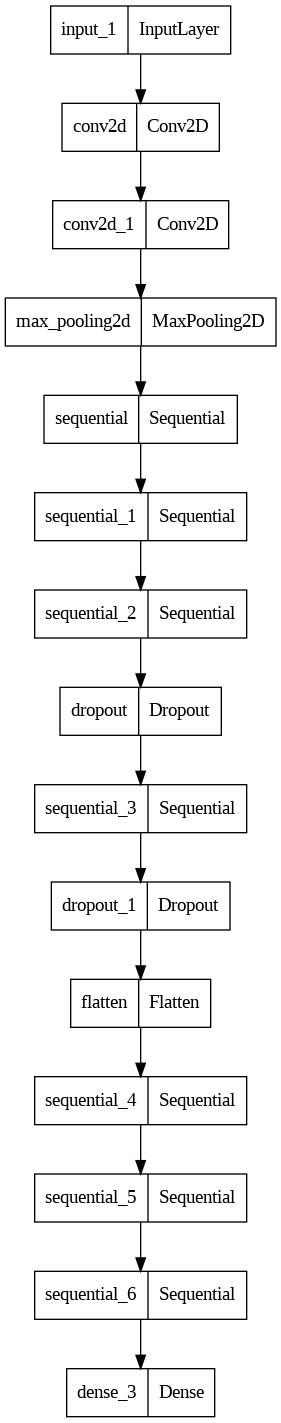 input_1 InputLayer
conv2d Conv2D
conv2d_1 Conv2D
max_pooling2d MaxPooling2D
sequential Sequential
sequential_1 Sequential
sequential_2 Sequential
dropout Dropout
sequential_3 Sequential
dropout_1 Dropout
flatten Flatten
sequential_4 Sequential
sequential_5 Sequential
sequential_6 Sequential
dense_3 Dense